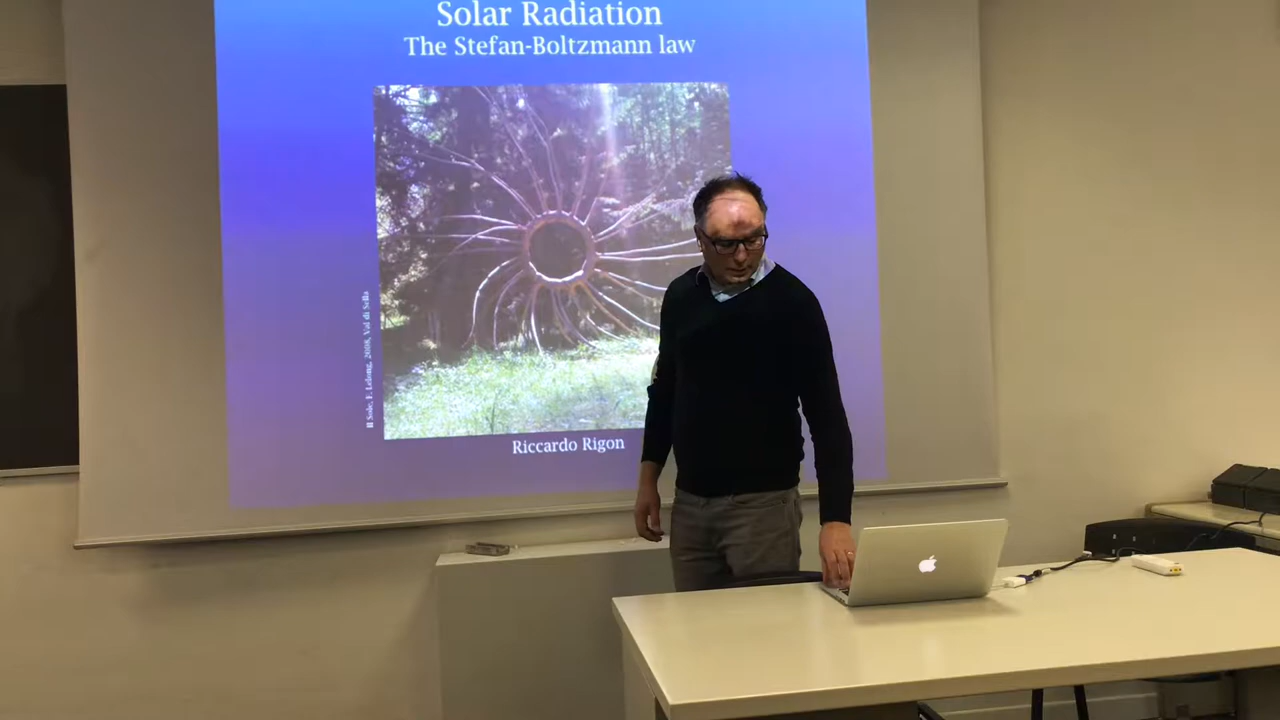 Solar Radiation
The Stefan-Boltzmann law
Il Sole, F. Lelong, 2008, Val di Sella
Riccardo Rigon